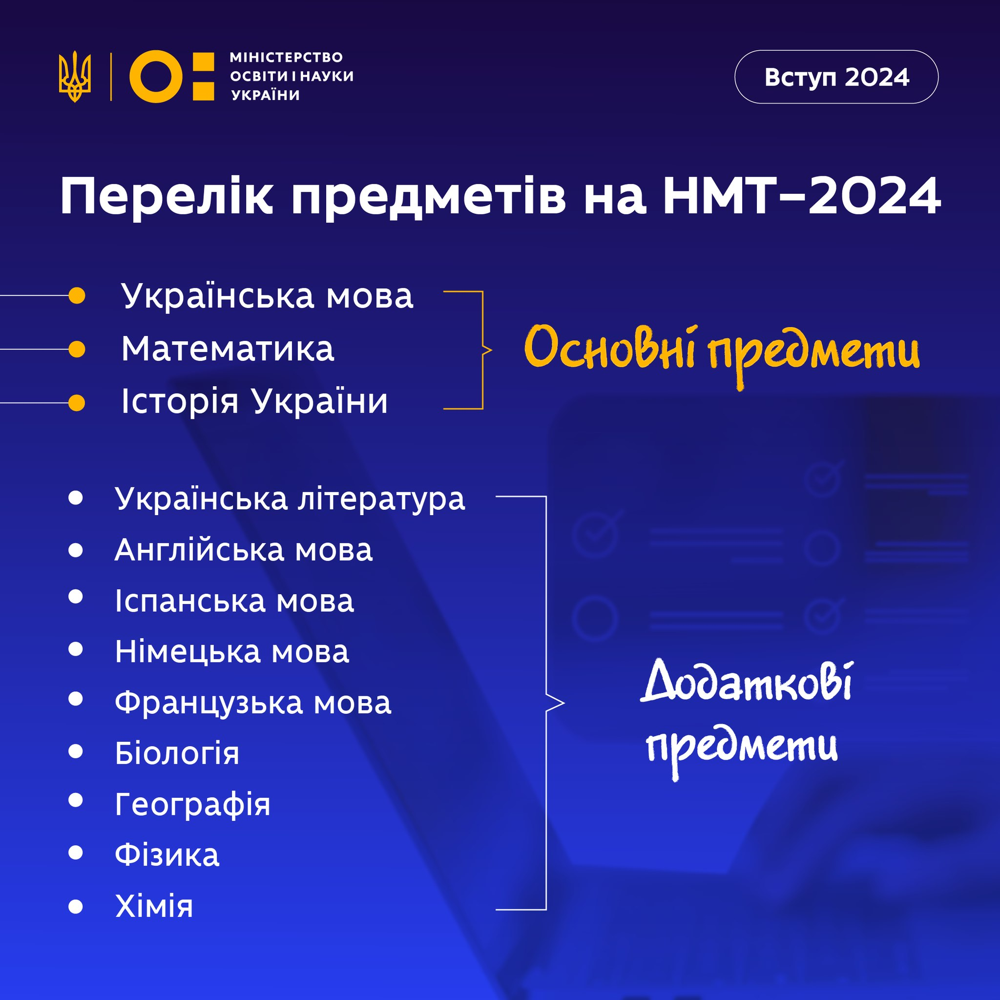 МІНІСТЕРСТВО
ОСВІТИ І НАУКИ
УКРАЇНИ
Вступ 2024
Перелік предметів на НМТ–2024
Українська мова
Математика
Історія України
Основні предмети
Українська література
Англійська мова
Іспанська мова
Німецька мова
Французька мова
Біологія
Географія
Фізика
Хімія
Додаткові
предмети